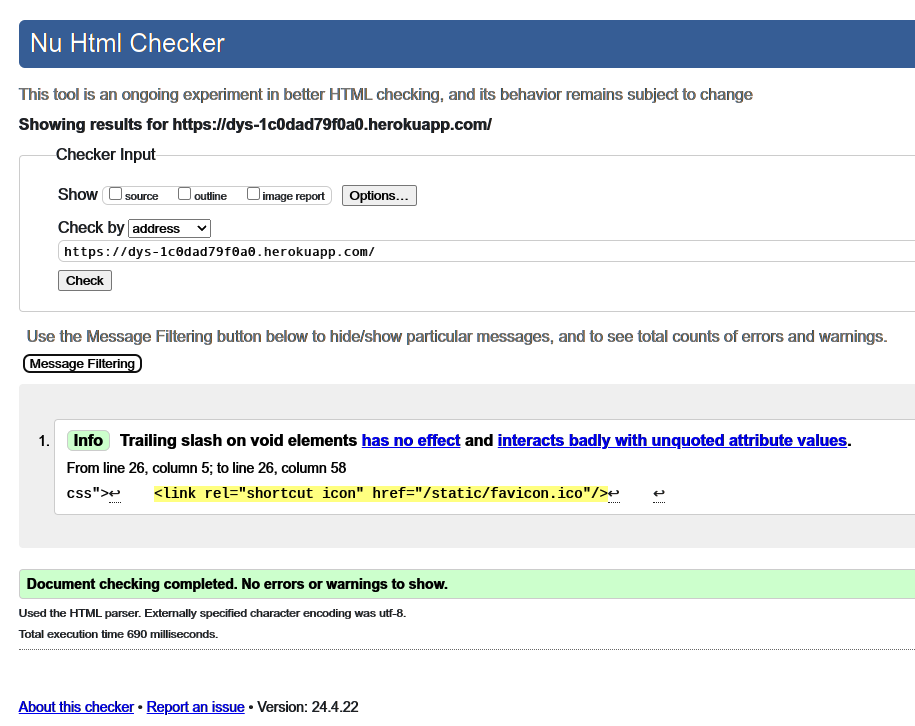 Nu Html Checker
This tool is an ongoing experiment in better HTML checking, and its behavior remains subject to change
Showing results for https://dys-1c0dad79f0a0.herokuapp.com/
Checker Input
Show source outline image report Options...
Check by address
https://dys-1c0dad79f0a0.herokuapp.com/
Check
Use the Message Filtering button below to hide/show particular messages, and to see total counts of errors and warnings.
Message Filtering
1. Info Trailing slash on void elements has no effect and interacts badly with unquoted attribute values.
From line 26, column 5; to line 26, column 58
css">↩ <link rel="shortcut icon" href="/static/favicon.ico"/>↩ ↩
Document checking completed. No errors or warnings to show.
Used the HTML parser. Externally specified character encoding was utf-8.
Total execution time 690 milliseconds.
About this checker • Report an issue • Version: 24.4.22